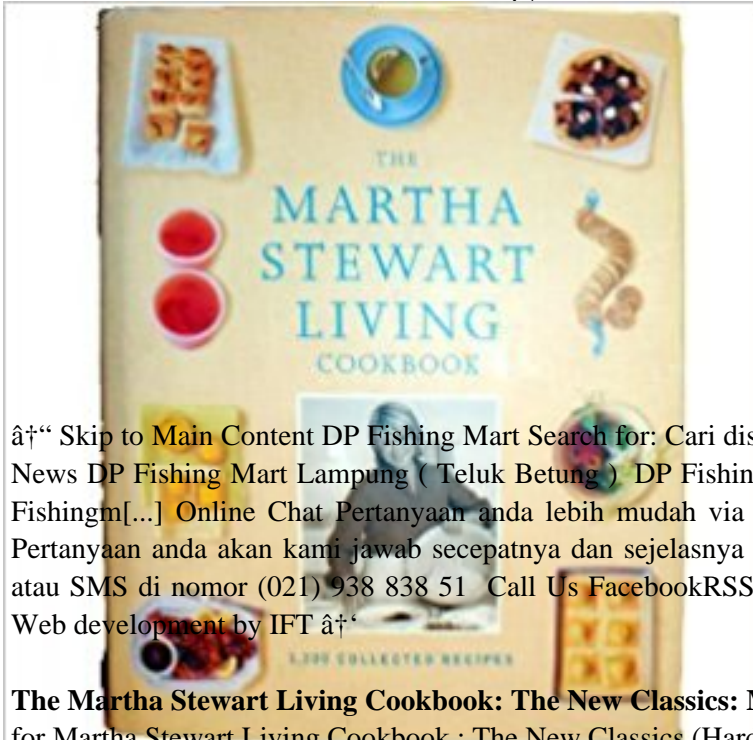 THE
MARTHA
STEWART
LIVING
COOKBOOK
â†“ Skip to Main Content DP Fishing Mart Search for: Cari dis
News DP Fishing Mart Lampung ( Teluk Betung ) DP Fishin
Fishingm[...] Online Chat Pertanyaan anda lebih mudah via
Pertanyaan anda akan kami jawab secepatnya dan sejelasnya
atau SMS di nomor (021) 938 838 51 Call Us FacebookRSS
Web development by IFT â†‘
1,200 COLLECTED RECIPES
The Martha Stewart Living Cookbook: The New Classics:
for Martha Stewart Living Cookbook : The New Classics (Hard